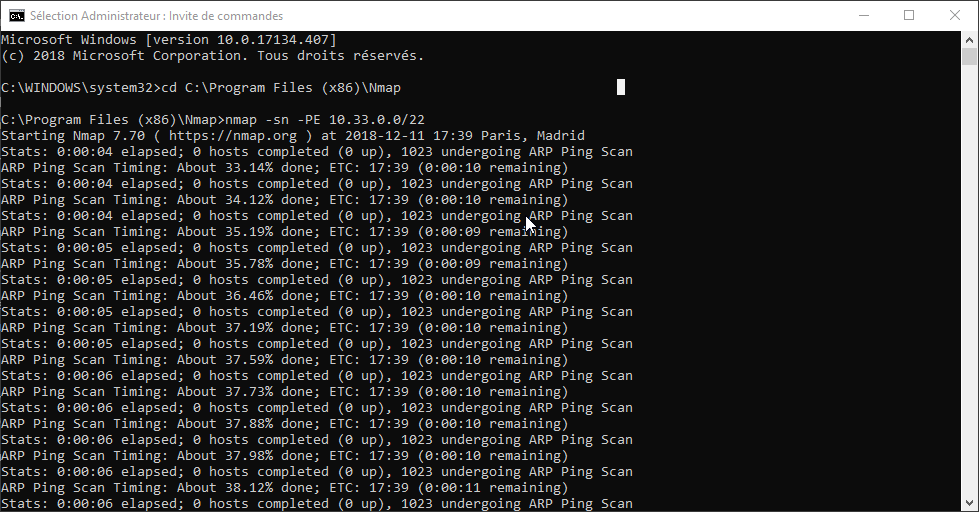 Sélection Administrateur : Invite de commandes
Microsoft Windows [version 10.0.17134.407]
(c) 2018 Microsoft Corporation. Tous droits réservés.
C:\WINDOWS\system32>cd C:\Program Files (x86)\Nmap
C:\Program Files (x86)\Nmap>nmap -sn -PE 10.33.0.0/22
Starting Nmap 7.70 ( https://nmap.org ) at 2018-12-11 17:39 Paris, Madrid
Stats: 0:00:04 elapsed; 0 hosts completed (0 up), 1023 undergoing ARP Ping Scan
ARP Ping Scan Timing: About 33.14% done; ETC: 17:39 (0:00:10 remaining)
Stats: 0:00:04 elapsed; 0 hosts completed (0 up), 1023 undergoing ARP Ping Scan
ARP Ping Scan Timing: About 34.12% done; ETC: 17:39 (0:00:10 remaining)
Stats: 0:00:04 elapsed; 0 hosts completed (0 up), 1023 undergoing ARP Ping Scan
ARP Ping Scan Timing: About 35.19% done; ETC: 17:39 (0:00:09 remaining)
Stats: 0:00:05 elapsed; 0 hosts completed (0 up), 1023 undergoing ARP Ping Scan
ARP Ping Scan Timing: About 35.78% done; ETC: 17:39 (0:00:09 remaining)
Stats: 0:00:05 elapsed; 0 hosts completed (0 up), 1023 undergoing ARP Ping Scan
ARP Ping Scan Timing: About 36.46% done; ETC: 17:39 (0:00:10 remaining)
Stats: 0:00:05 elapsed; 0 hosts completed (0 up), 1023 undergoing ARP Ping Scan
ARP Ping Scan Timing: About 37.19% done; ETC: 17:39 (0:00:10 remaining)
Stats: 0:00:05 elapsed; 0 hosts completed (0 up), 1023 undergoing ARP Ping Scan
ARP Ping Scan Timing: About 37.59% done; ETC: 17:39 (0:00:10 remaining)
Stats: 0:00:06 elapsed; 0 hosts completed (0 up), 1023 undergoing ARP Ping Scan
ARP Ping Scan Timing: About 37.73% done; ETC: 17:39 (0:00:10 remaining)
Stats: 0:00:06 elapsed; 0 hosts completed (0 up), 1023 undergoing ARP Ping Scan
ARP Ping Scan Timing: About 37.88% done; ETC: 17:39 (0:00:10 remaining)
Stats: 0:00:06 elapsed; 0 hosts completed (0 up), 1023 undergoing ARP Ping Scan
ARP Ping Scan Timing: About 37.98% done; ETC: 17:39 (0:00:10 remaining)
Stats: 0:00:06 elapsed; 0 hosts completed (0 up), 1023 undergoing ARP Ping Scan
ARP Ping Scan Timing: About 38.12% done; ETC: 17:39 (0:00:11 remaining)
Stats: 0:00:06 elapsed; 0 hosts completed (0 up), 1023 undergoing ARP Ping Scan